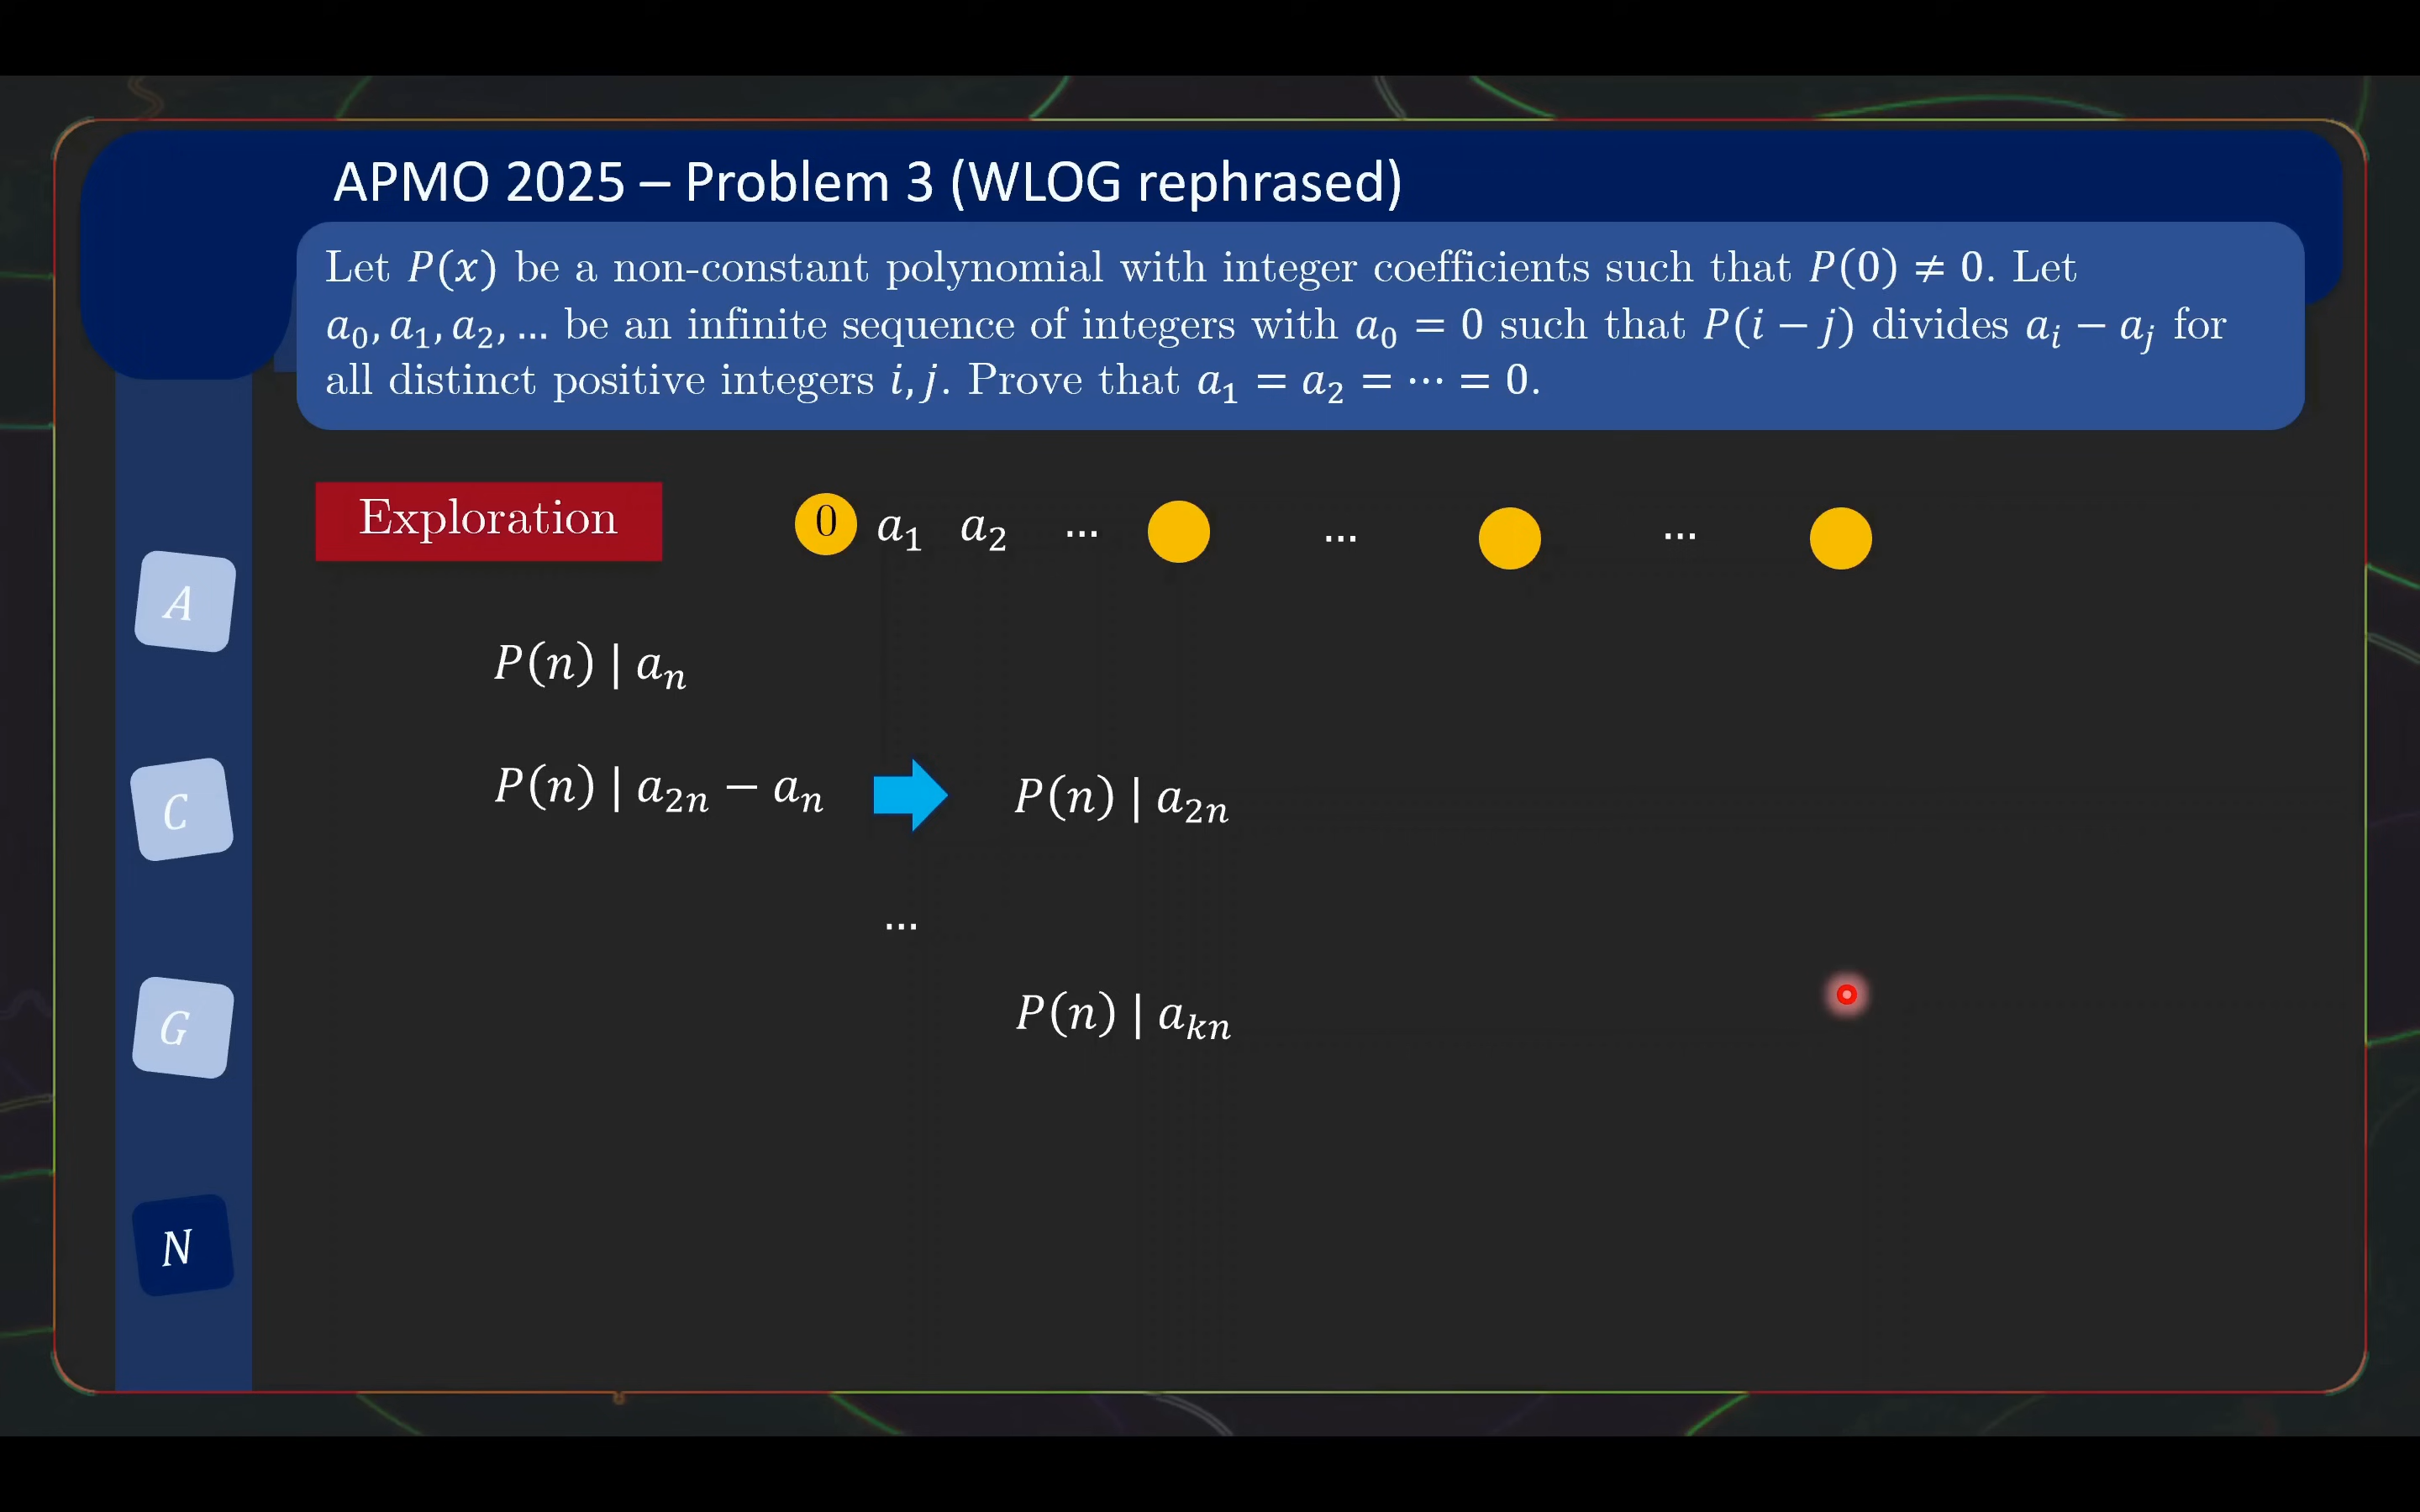 APMO 2025 – Problem 3 (WLOG rephrased)
Let P(x) be a non-constant polynomial with integer coefficients such that P(0) ≠ 0. Let
a₀, a₁, a₂, ... be an infinite sequence of integers with a₀ = 0 such that P(i − j) divides aᵢ − aⱼ for
all distinct positive integers i, j. Prove that a₁ = a₂ = ⋯ = 0.
Exploration
0 a₁ a₂ ... ... ...
A
P(n) | aₙ
C
P(n) | a₂ₙ − aₙ P(n) | a₂ₙ
...
G
P(n) | aₖₙ
N